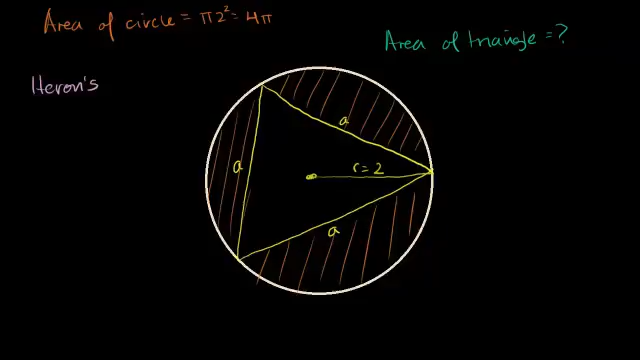 Area of circle = π2² = 4π
Area of triangle = ?
Heron's
a
a
r = 2
a